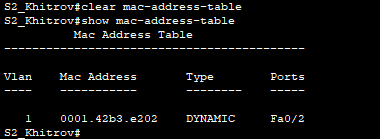 S2_Khitrov#clear mac-address-table
S2_Khitrov#show mac-address-table
          Mac Address Table
-------------------------------------------

Vlan    Mac Address       Type        Ports
----    -----------       --------    -----

   1    0001.42b3.e202    DYNAMIC     Fa0/2
S2_Khitrov#